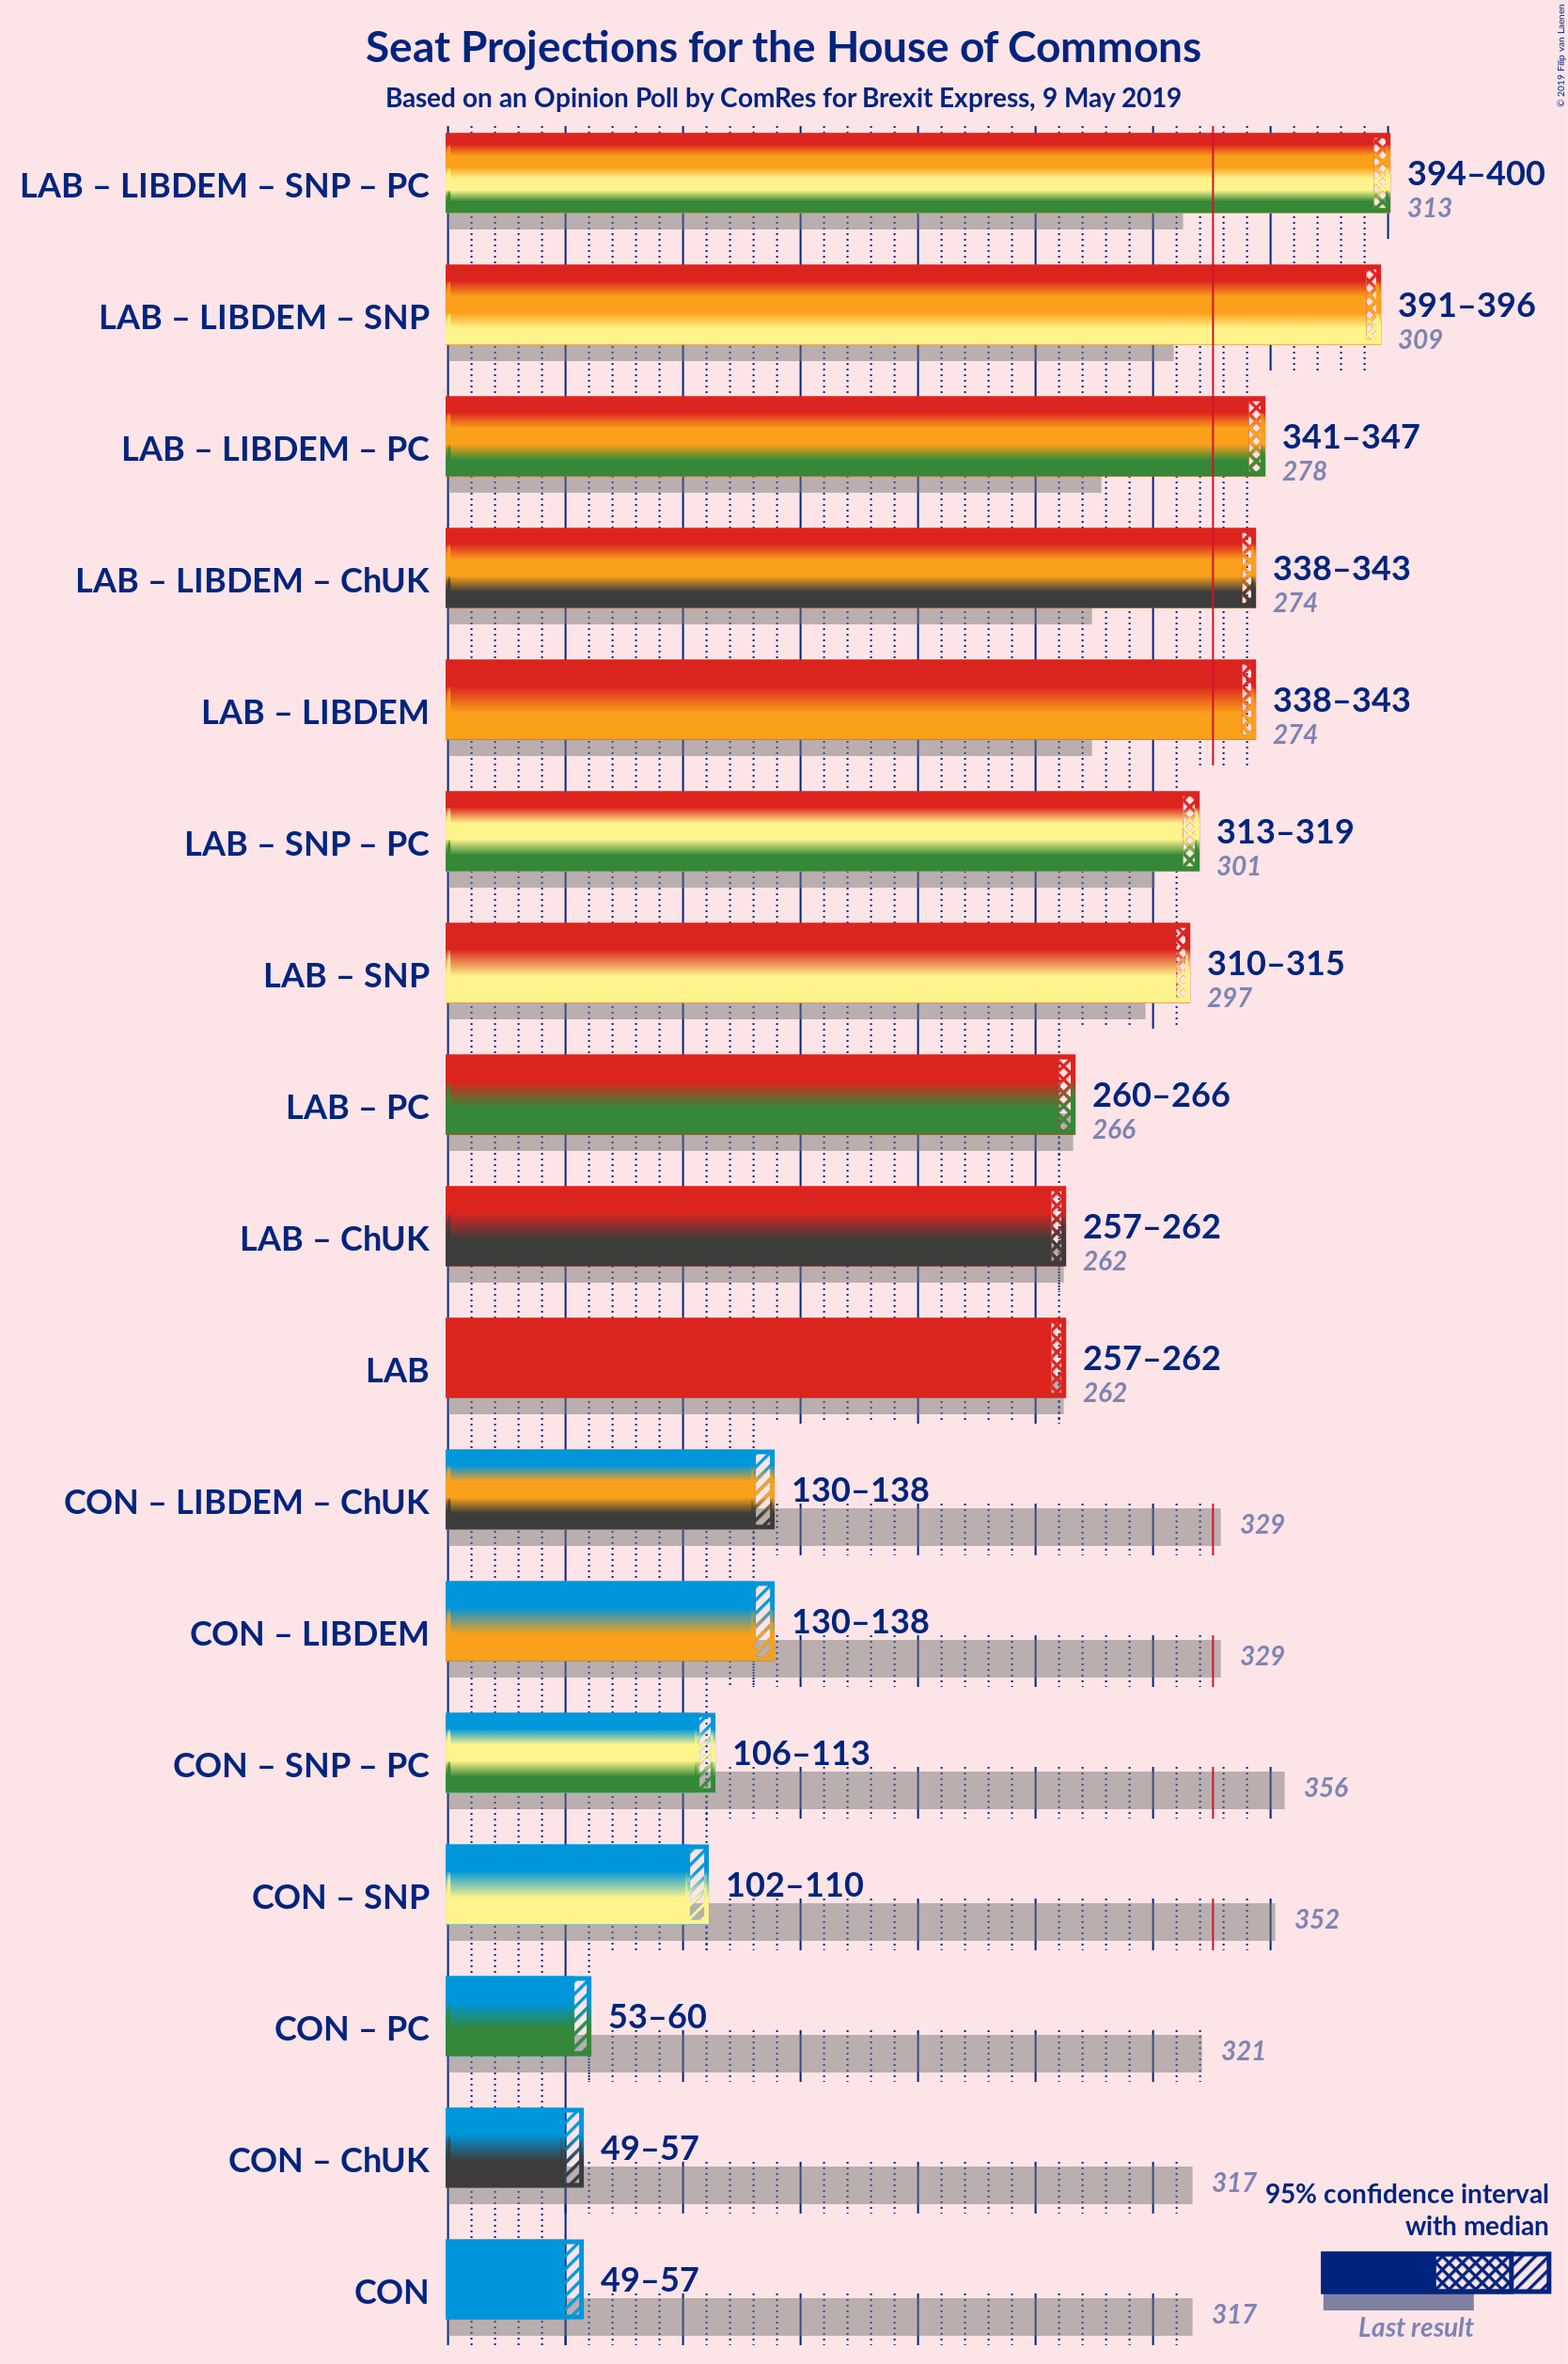 © 2019 Filip van Laenen
Seat Projections for the House of Commons
Based on an Opinion Poll by ComRes for Brexit Express, 9 May 2019
LAB – LIBDEM – SNP – PC
394–400
313
LAB – LIBDEM – SNP
391–396
309
LAB – LIBDEM – PC
341–347
278
LAB – LIBDEM – ChUK
338–343
274
LAB – LIBDEM
338–343
274
LAB – SNP – PC
313–319
301
LAB – SNP
310–315
297
LAB – PC
260–266
266
LAB – ChUK
257–262
262
LAB
257–262
262
CON – LIBDEM – ChUK
130–138
329
CON – LIBDEM
130–138
329
CON – SNP – PC
106–113
356
CON – SNP
102–110
352
CON – PC
53–60
321
CON – ChUK
49–57
317
CON
49–57
317
95% confidence interval
with median
Last result